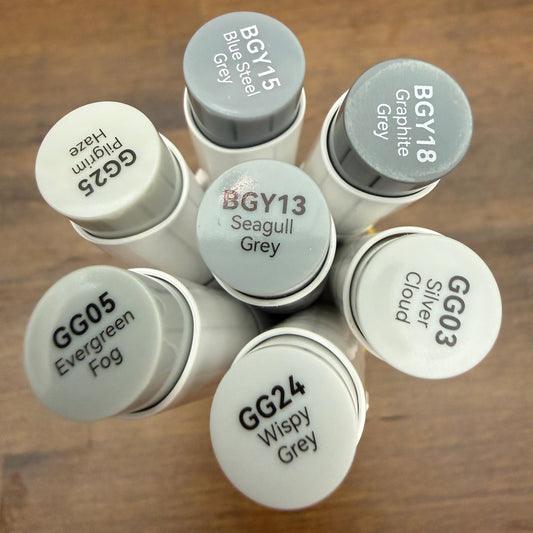 BGY15
Blue Steel
Grey
BGY18
Graphite
Grey
GG25
Pilgrim
Haze
BGY13
Seagull
Grey
GG03
Silver
Cloud
GG05
Evergreen
Fog
GG24
Wispy
Grey